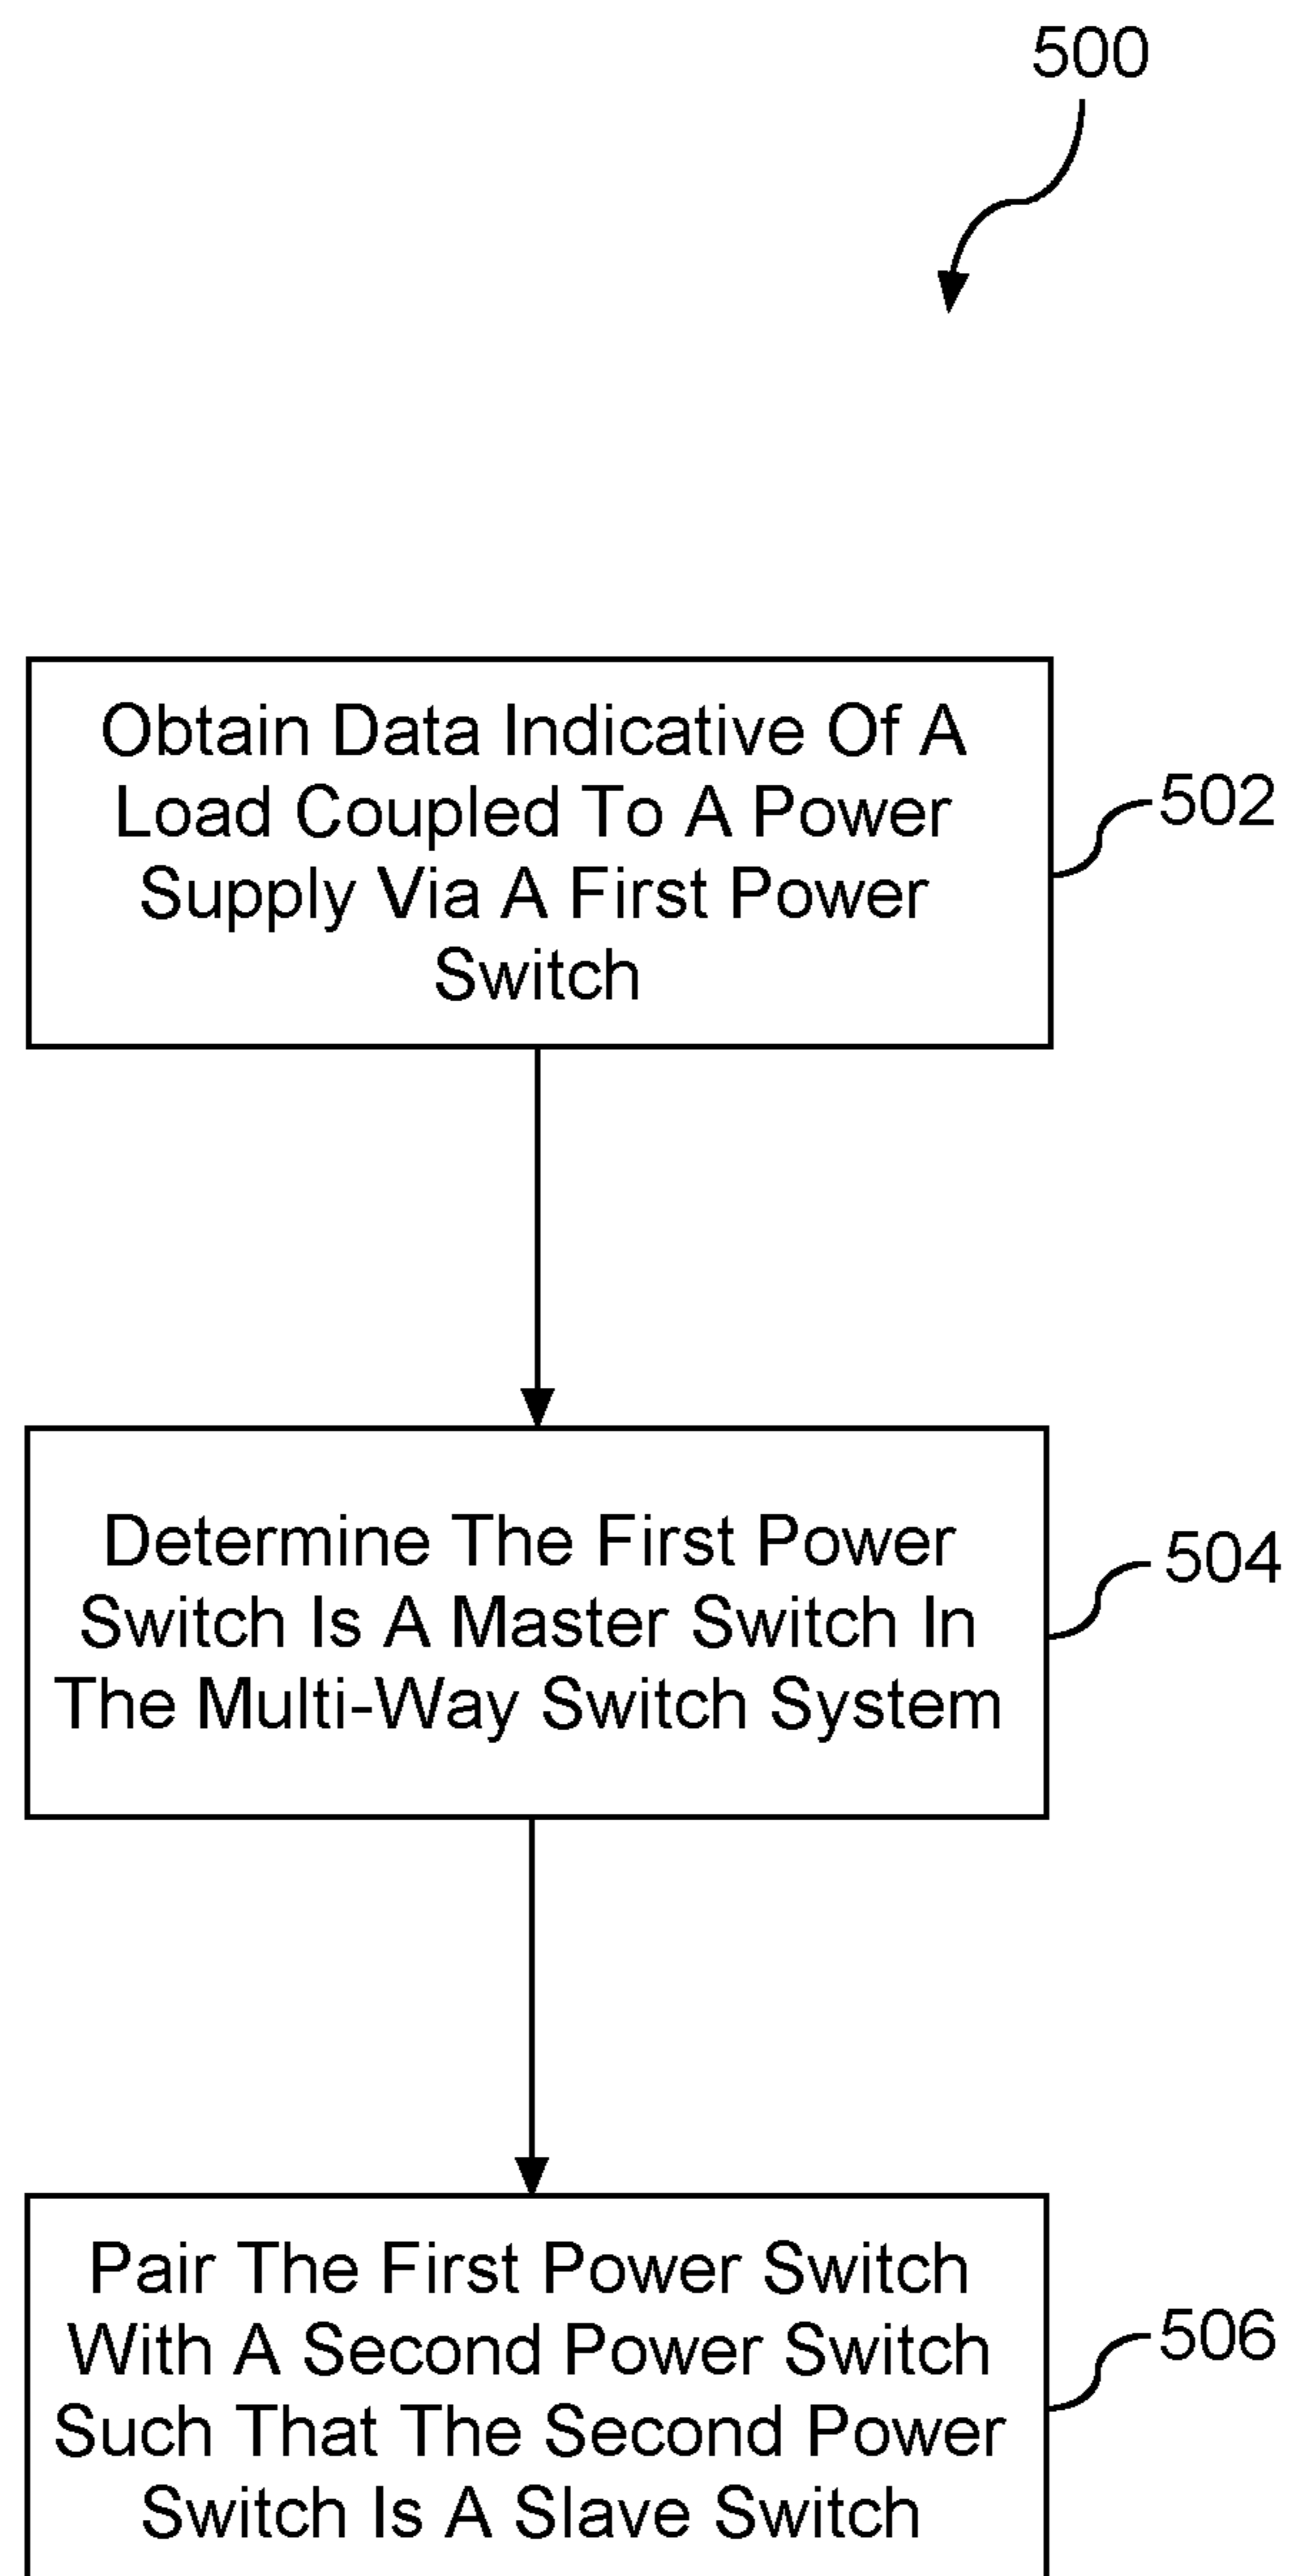 500
Obtain Data Indicative Of A
Load Coupled To A Power
Supply Via A First Power
Switch
502
Determine The First Power
Switch Is A Master Switch In
The Multi-Way Switch System
504
Pair The First Power Switch
With A Second Power Switch
Such That The Second Power
Switch Is A Slave Switch
506